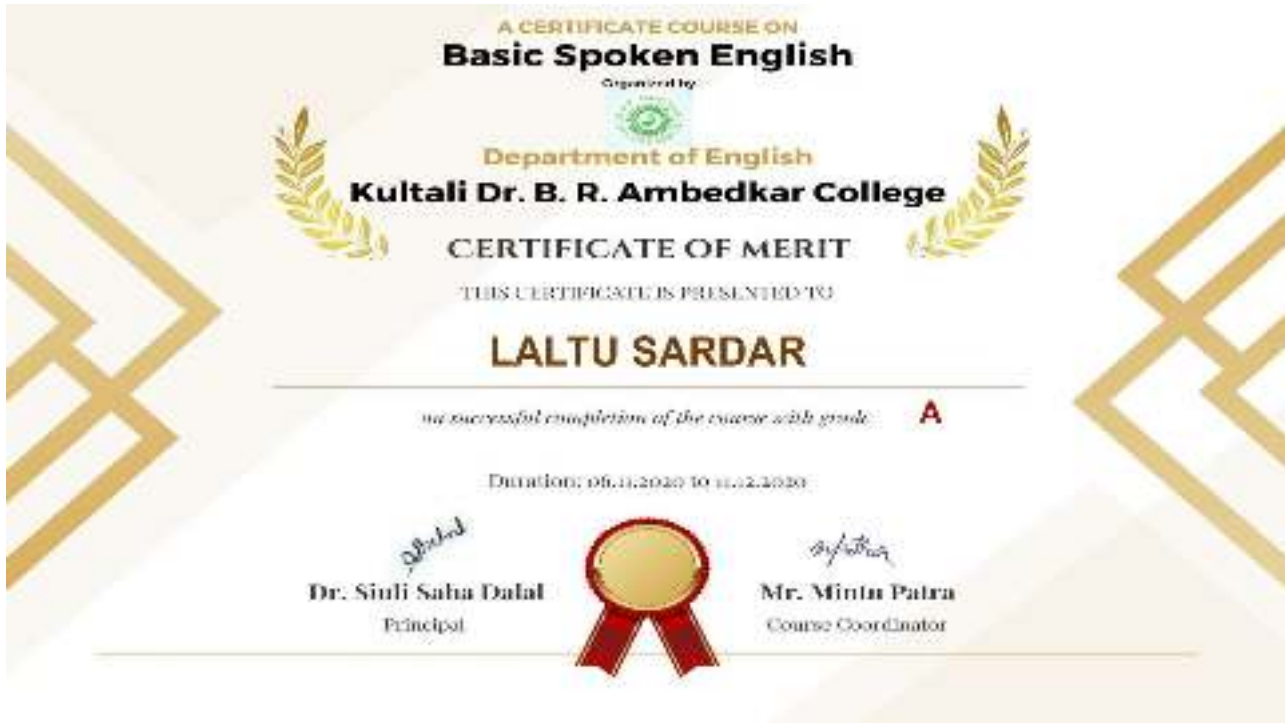 A CERTIFICATE COURSE ON
Basic Spoken English
Organized by
Department of English
Kultali Dr. B. R. Ambedkar College
CERTIFICATE OF MERIT
THIS CERTIFICATE IS PRESENTED TO
LALTU SARDAR
on successful completion of the course with grade A
Duration: 06.11.2020 to 11.12.2020
Dr. Siuli Saha Dalal
Mr. Mintu Patra
Principal
Course Coordinator